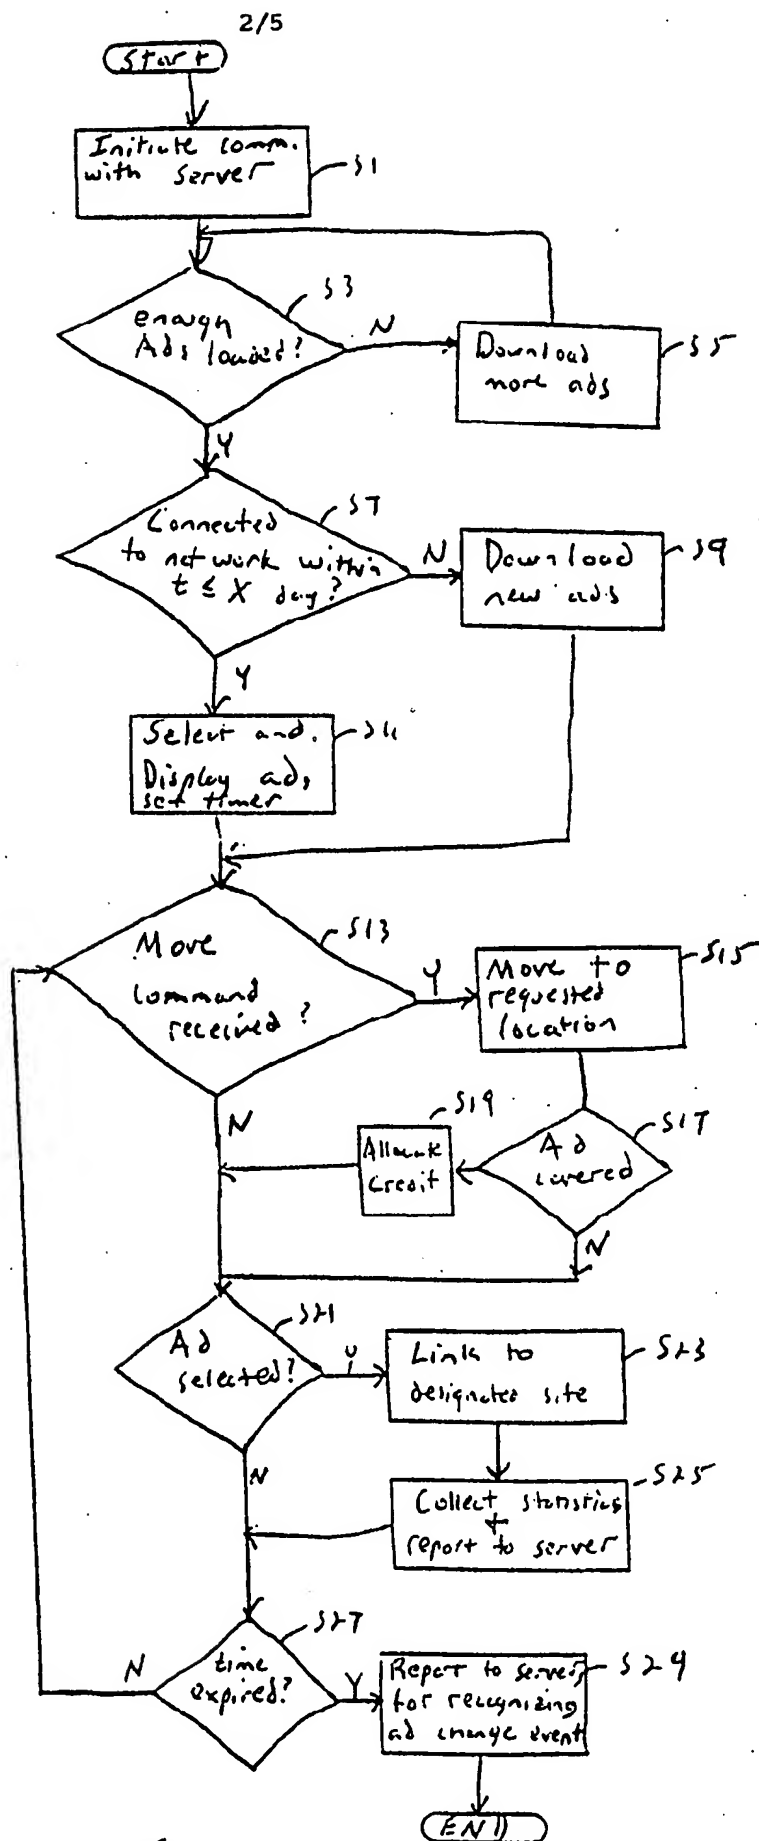 2/5
Start
Initiate comm.
with server
S1
enough
Ads loaded?
S3
N
Download
more ads
S5
Y
Connected
to network within
t ≤ X day?
S7
N
Download
new ads
S9
Y
Select and
Display ad,
set timer
S11
Move
command
received?
S13
Y
Move to
requested
location
S15
N
Allocate
Credit
S19
Ad
covered
S17
N
Ad
selected?
S21
Y
Link to
designated site
S23
N
Collect statistics
+
report to server
S25
time
expired?
S27
N
Y
Report to server
for recognizing
ad change event
S29
END